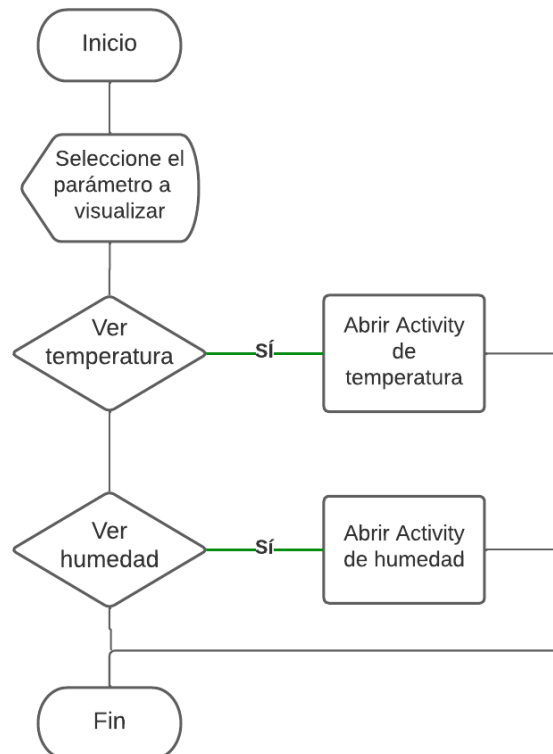 Inicio
Seleccione el
parámetro a
visualizar
Ver
temperatura
SÍ
Abrir Activity
de
temperatura
Ver
humedad
Sí
Abrir Activity
de humedad
Fin